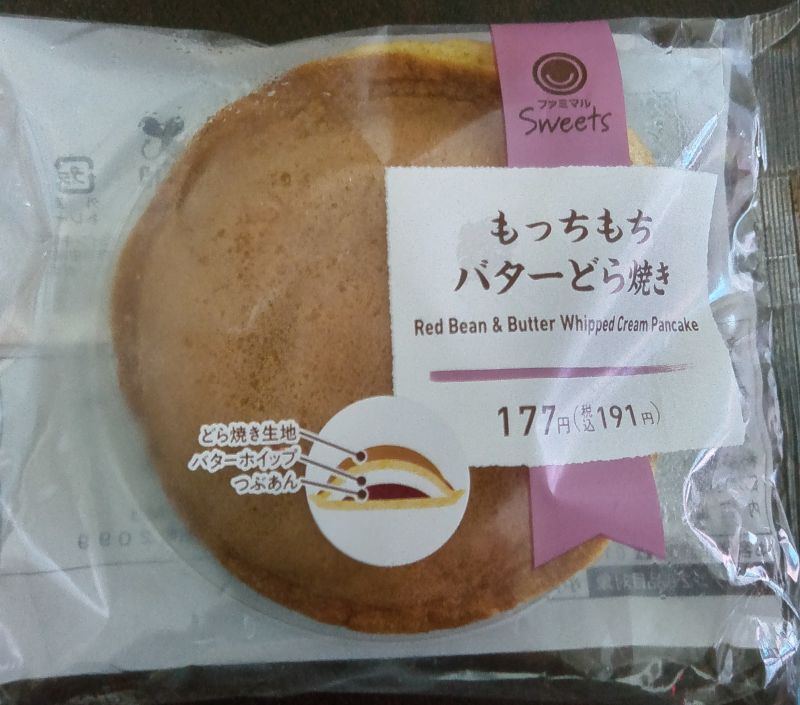 ファミマル
Sweets
もっちもち
バターどら焼き
Red Bean & Butter Whipped Cream Pancake
177円(税込191円)
どら焼き生地
バターホイップ
つぶあん